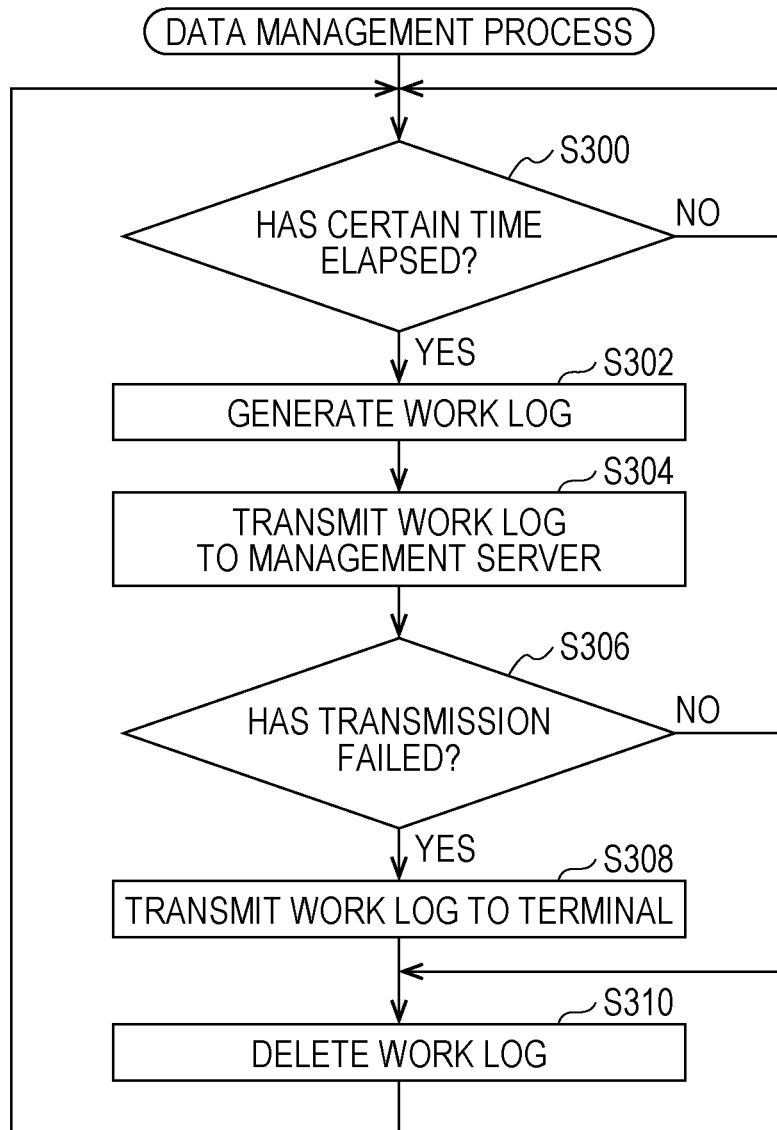 DATA MANAGEMENT PROCESS
S300
HAS CERTAIN TIME
ELAPSED?
NO
YES
S302
GENERATE WORK LOG
S304
TRANSMIT WORK LOG
TO MANAGEMENT SERVER
S306
HAS TRANSMISSION
FAILED?
NO
YES
S308
TRANSMIT WORK LOG TO TERMINAL
S310
DELETE WORK LOG